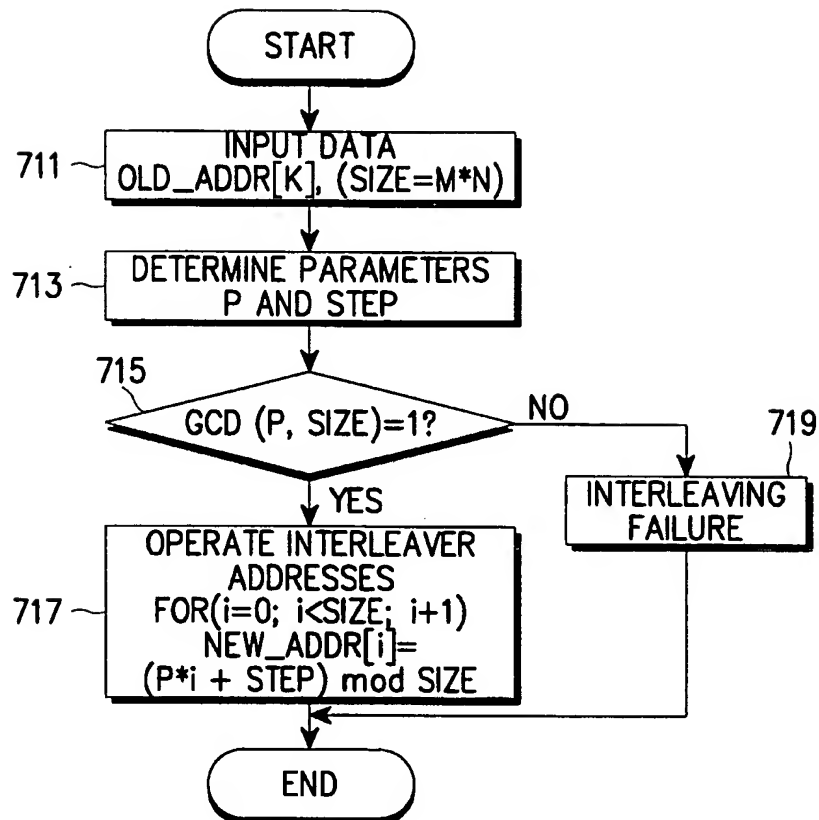 START
711
INPUT DATA
OLD_ADDR[K], (SIZE=M*N)
713
DETERMINE PARAMETERS
P AND STEP
715
GCD (P, SIZE)=1?
NO
719
INTERLEAVING
FAILURE
YES
717
OPERATE INTERLEAVER
ADDRESSES
FOR(i=0; i<SIZE; i+1)
NEW_ADDR[i]=
(P*i + STEP) mod SIZE
END